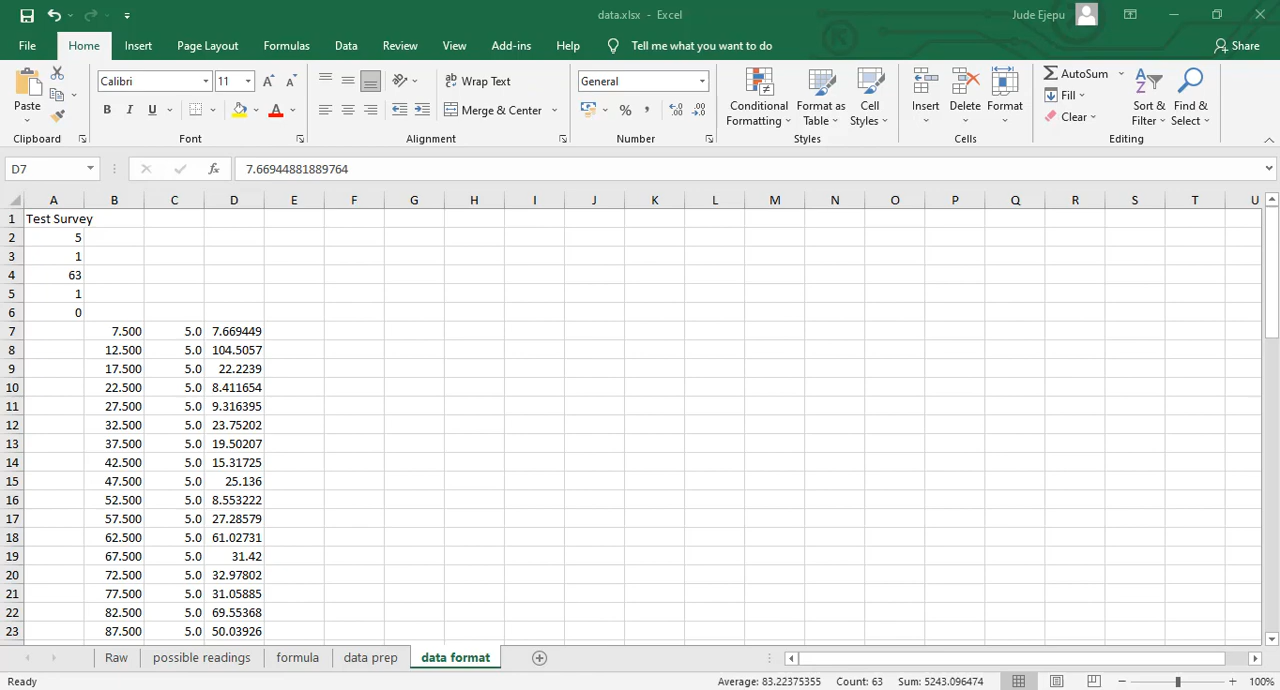 data.xlsx - Excel
Jude Ejepu
File Home Insert Page Layout Formulas Data Review View Add-ins Help Tell me what you want to do Share
Paste
Calibri 11
B I U A
Wrap Text
Merge & Center
General
% ,
Conditional Formatting
Format as Table
Cell Styles
Insert Delete Format
AutoSum
Fill
Clear
Sort & Filter
Find & Select
Clipboard Font Alignment Number Styles Cells Editing
D7 fx 7.66944881889764
A B C D E F G H I J K L M N O P Q R S T U
1 Test Survey
2 5
3 1
4 63
5 1
6 0
7 7.500 5.0 7.669449
8 12.500 5.0 104.5057
9 17.500 5.0 22.2239
10 22.500 5.0 8.411654
11 27.500 5.0 9.316395
12 32.500 5.0 23.75202
13 37.500 5.0 19.50207
14 42.500 5.0 15.31725
15 47.500 5.0 25.136
16 52.500 5.0 8.553222
17 57.500 5.0 27.28579
18 62.500 5.0 61.02731
19 67.500 5.0 31.42
20 72.500 5.0 32.97802
21 77.500 5.0 31.05885
22 82.500 5.0 69.55368
23 87.500 5.0 50.03926
Raw possible readings formula data prep data format
Ready Average: 83.22375355 Count: 63 Sum: 5243.096474 100%